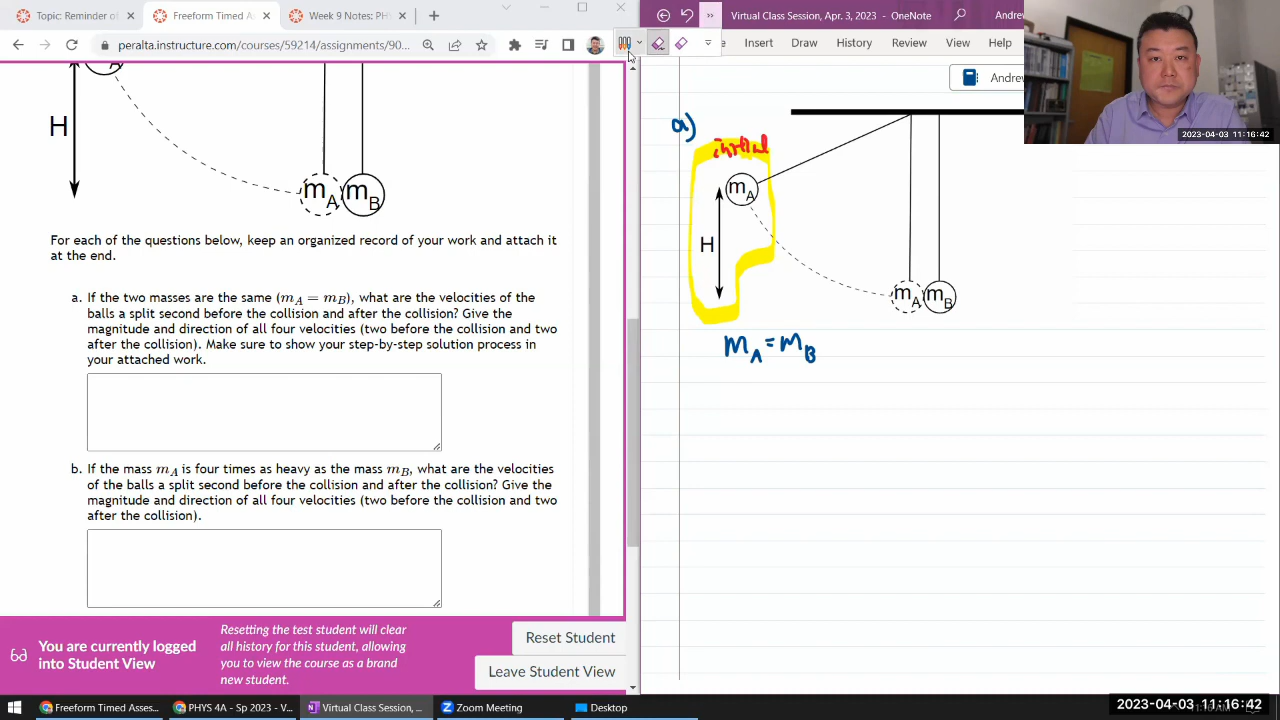 Topic: Reminder of
Freeform Timed A
Week 9 Notes: PH
Virtual Class Session, Apr. 3, 2023 - OneNote
Andre
peralta.instructure.com/courses/59214/assignments/90...
Insert
Draw
History
Review
View
Help
Andrew
2023-04-03 11:16:42
A
H
mA mB
For each of the questions below, keep an organized record of your work and attach it
at the end.
a. If the two masses are the same (mA = mB), what are the velocities of the
balls a split second before the collision and after the collision? Give the
magnitude and direction of all four velocities (two before the collision and two
after the collision). Make sure to show your step-by-step solution process in
your attached work.
b. If the mass mA is four times as heavy as the mass mB, what are the velocities
of the balls a split second before the collision and after the collision? Give the
magnitude and direction of all four velocities (two before the collision and two
after the collision).
a)
initial
mA
H
mA mB
mA = mB
You are currently logged
into Student View
Resetting the test student will clear
all history for this student, allowing
you to view the course as a brand
new student.
Reset Student
Leave Student View
Freeform Timed Asses...
PHYS 4A - Sp 2023 - V...
Virtual Class Session,...
Zoom Meeting
Desktop
2023-04-03 11:16:42